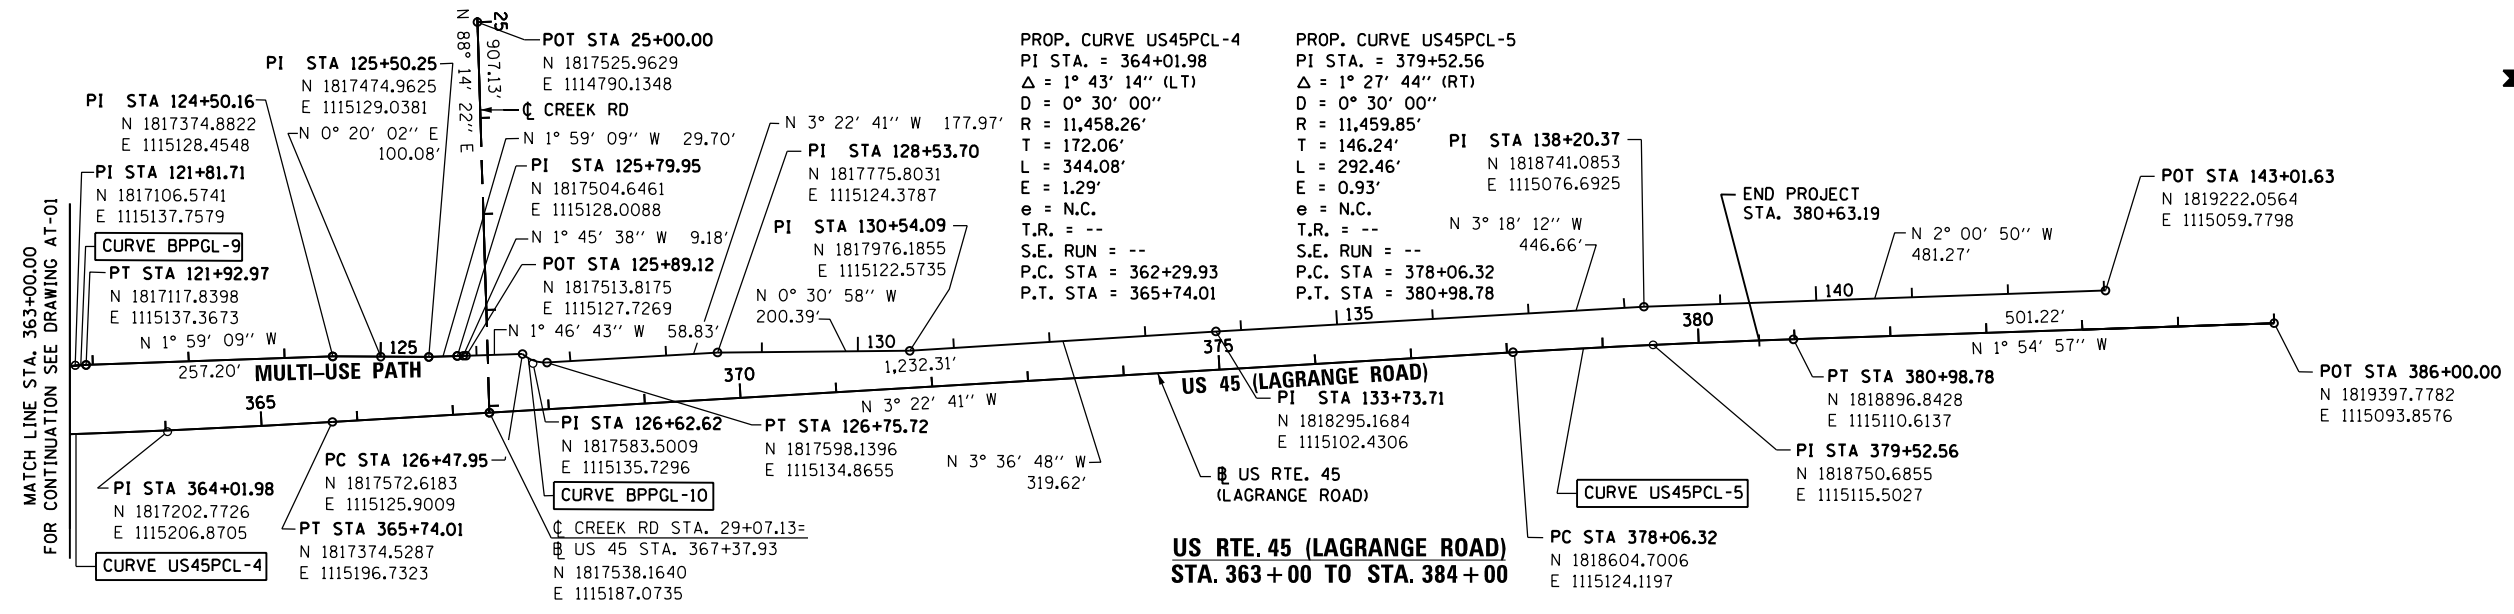 MATCH LINE STA. 363+00.00
FOR CONTINUATION SEE DRAWING AT-01
PI STA 121+81.71
N 1817106.5741
E 1115137.7579
CURVE BPPGL-9
PT STA 121+92.97
N 1817117.8398
E 1115137.3673
N 1° 59' 09'' W
257.20'
MULTI-USE PATH
PI STA 124+50.16
N 1817374.8822
E 1115128.4548
PI STA 125+50.25
N 1817474.9625
E 1115129.0381
N 0° 20' 02'' E
100.08'
125
N 88° 14' 22'' E
907.13'
25
POT STA 25+00.00
N 1817525.9629
E 1114790.1348
℄ CREEK RD
N 1° 59' 09'' W 29.70'
PI STA 125+79.95
N 1817504.6461
E 1115128.0088
N 1° 45' 38'' W 9.18'
POT STA 125+89.12
N 1817513.8175
E 1115127.7269
N 1° 46' 43'' W 58.83'
N 3° 22' 41'' W 177.97'
PI STA 128+53.70
N 1817775.8031
E 1115124.3787
PI STA 130+54.09
N 1817976.1855
E 1115122.5735
N 0° 30' 58'' W
200.39'
130
1,232.31'
PROP. CURVE US45PCL-4
PI STA. = 364+01.98
Δ = 1° 43' 14'' (LT)
D = 0° 30' 00''
R = 11,458.26'
T = 172.06'
L = 344.08'
E = 1.29'
e = N.C.
T.R. = --
S.E. RUN = --
P.C. STA = 362+29.93
P.T. STA = 365+74.01
PROP. CURVE US45PCL-5
PI STA. = 379+52.56
Δ = 1° 27' 44'' (RT)
D = 0° 30' 00''
R = 11,459.85'
T = 146.24'
L = 292.46'
E = 0.93'
e = N.C.
T.R. = --
S.E. RUN = --
P.C. STA = 378+06.32
P.T. STA = 380+98.78
PI STA 138+20.37
N 1818741.0853
E 1115076.6925
N 3° 18' 12'' W
446.66'
135
END PROJECT
STA. 380+63.19
N 2° 00' 50'' W
481.27'
140
POT STA 143+01.63
N 1819222.0564
E 1115059.7798
365
370
N 3° 22' 41'' W
375
US 45 (LAGRANGE ROAD)
380
501.22'
N 1° 54' 57'' W
POT STA 386+00.00
N 1819397.7782
E 1115093.8576
PT STA 380+98.78
N 1818896.8428
E 1115110.6137
PI STA 379+52.56
N 1818750.6855
E 1115115.5027
CURVE US45PCL-5
PC STA 378+06.32
N 1818604.7006
E 1115124.1197
PI STA 133+73.71
N 1818295.1684
E 1115102.4306
N 3° 36' 48'' W
319.62'
US RTE. 45
(LAGRANGE ROAD)
PT STA 126+75.72
N 1817598.1396
E 1115134.8655
PI STA 126+62.62
N 1817583.5009
E 1115135.7296
CURVE BPPGL-10
PC STA 126+47.95
N 1817572.6183
E 1115125.9009
℄ CREEK RD STA. 29+07.13=
US 45 STA. 367+37.93
N 1817538.1640
E 1115187.0735
PI STA 364+01.98
N 1817202.7726
E 1115206.8705
PT STA 365+74.01
N 1817374.5287
E 1115196.7323
CURVE US45PCL-4
US RTE. 45 (LAGRANGE ROAD)
STA. 363+00 TO STA. 384+00